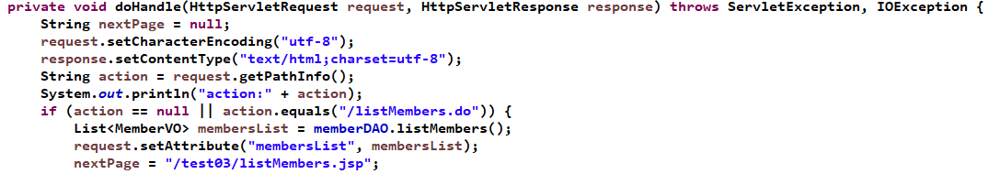 private void doHandle(HttpServletRequest request, HttpServletResponse response) throws ServletException, IOException {
String nextPage = null;
request.setCharacterEncoding("utf-8");
response.setContentType("text/html;charset=utf-8");
String action = request.getPathInfo();
System.out.println("action:" + action);
if (action == null || action.equals("/listMembers.do")) {
List<MemberVO> membersList = memberDAO.listMembers();
request.setAttribute("membersList", membersList);
nextPage = "/test03/listMembers.jsp";